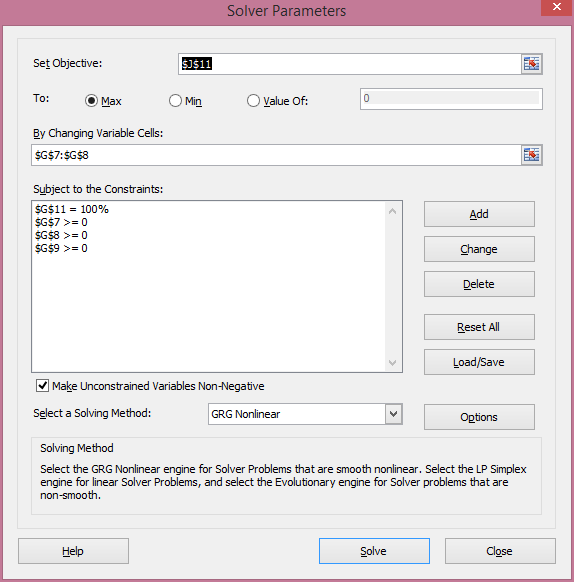 Solver Parameters
Set Objective:
$J$11
To:
Max
Min
Value Of:
0
By Changing Variable Cells:
$G$7:$G$8
Subject to the Constraints:
$G$11 = 100%
$G$7 >= 0
$G$8 >= 0
$G$9 >= 0
Add
Change
Delete
Reset All
Load/Save
Make Unconstrained Variables Non-Negative
Select a Solving Method:
GRG Nonlinear
Options
Solving Method
Select the GRG Nonlinear engine for Solver Problems that are smooth nonlinear. Select the LP Simplex
engine for linear Solver Problems, and select the Evolutionary engine for Solver problems that are
non-smooth.
Help
Solve
Close